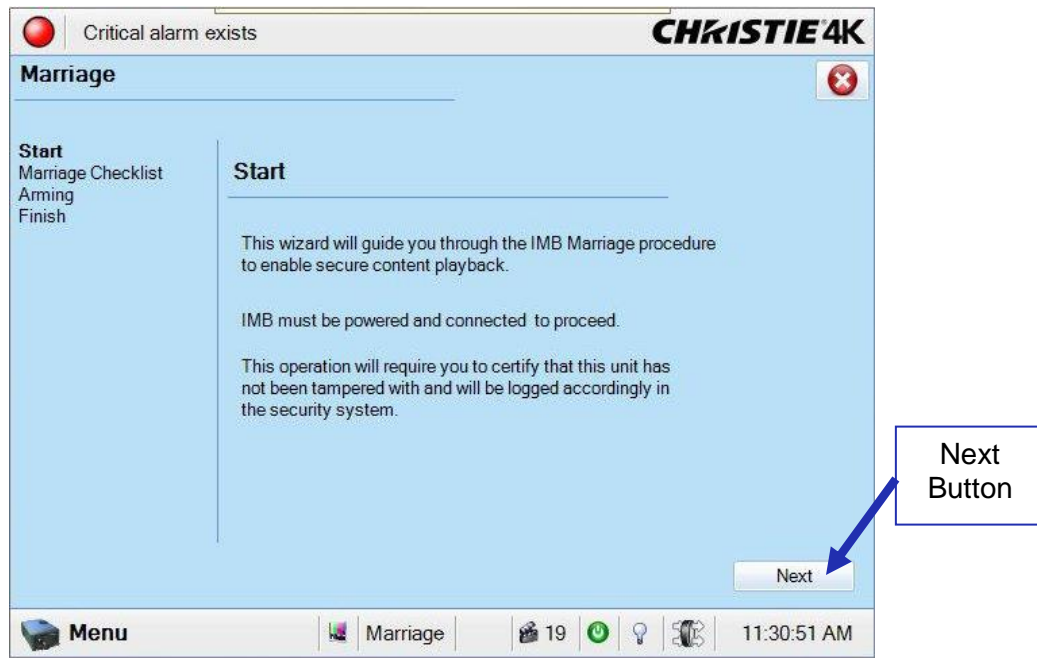 Critical alarm exists
CHRISTIE 4K
Marriage
Start
Marriage Checklist
Arming
Finish
Start
This wizard will guide you through the IMB Marriage procedure
to enable secure content playback.
IMB must be powered and connected to proceed.
This operation will require you to certify that this unit has
not been tampered with and will be logged accordingly in
the security system.
Next
Button
Next
Menu
Marriage
19
11:30:51 AM